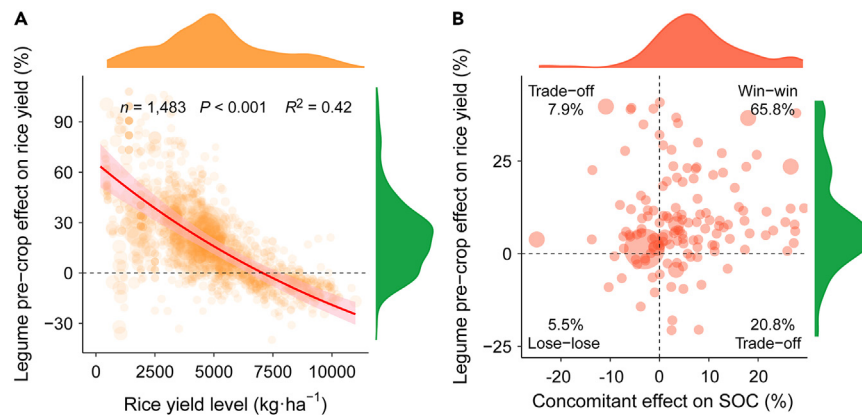 A
Legume pre-crop effect on rice yield (%)
n = 1,483 P < 0.001 R² = 0.42
90
60
30
0
−30
0 2500 5000 7500 10000
Rice yield level (kg·ha⁻¹)
B
Legume pre-crop effect on rice yield (%)
Trade−off Win−win
7.9% 65.8%
25
0
5.5% 20.8%
Lose−lose Trade−off
−25
-20 -10 0 10 20
Concomitant effect on SOC (%)